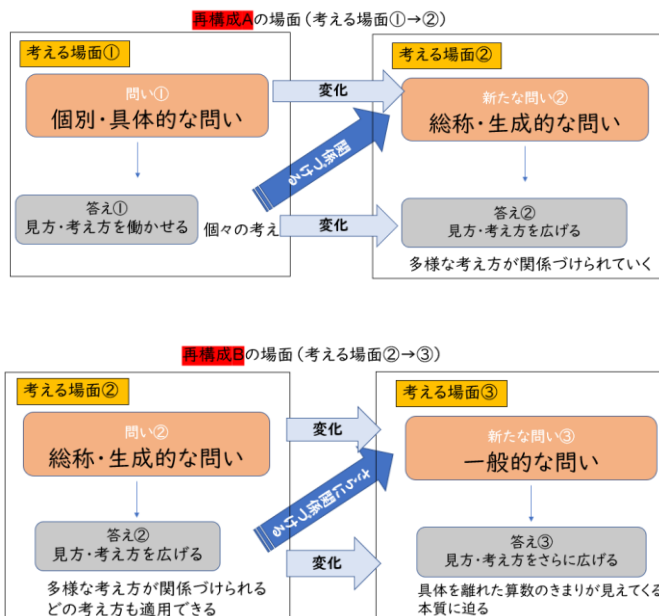 再構成Aの場面(考える場面①→②)
考える場面①
問い①
個別・具体的な問い
答え①
見方・考え方を働かせる
個々の考え
変化
関係づける
変化
考える場面②
新たな問い②
総称・生成的な問い
答え②
見方・考え方を広げる
多様な考え方が関係づけられていく
再構成Bの場面(考える場面②→③)
考える場面②
問い②
総称・生成的な問い
答え②
見方・考え方を広げる
多様な考え方が関係づけられる
どの考え方も適用できる
変化
さらに関係づける
変化
考える場面③
新たな問い③
一般的な問い
答え③
見方・考え方をさらに広げる
具体を離れた算数のきまりが見えてくる
本質に迫る